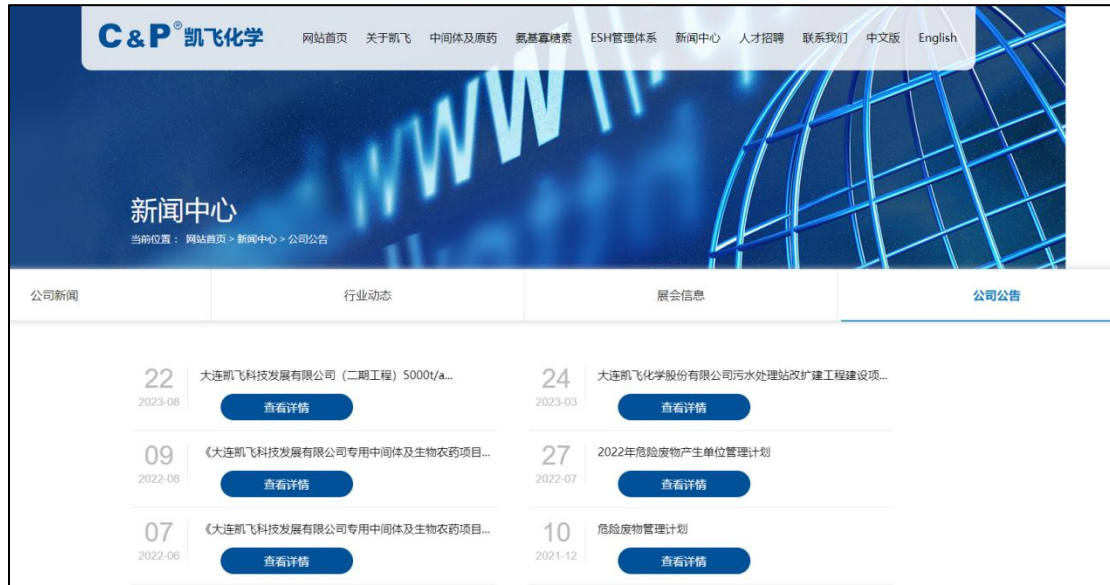 C&P®凯飞化学
网站首页 关于凯飞 中间体及原药 氨基寡糖素 ESH管理体系 新闻中心 人才招聘 联系我们 中文版 English
www
新闻中心
当前位置： 网站首页 > 新闻中心 > 公司公告
公司新闻 行业动态 展会信息 公司公告
22 大连凯飞科技发展有限公司（二期工程）5000t/a...
2023-08 查看详情
24 大连凯飞化学股份有限公司污水处理站改扩建工程建设项...
2023-03 查看详情
09 《大连凯飞科技发展有限公司专用中间体及生物农药项目...
2022-08 查看详情
27 2022年危险废物产生单位管理计划
2022-07 查看详情
07 《大连凯飞科技发展有限公司专用中间体及生物农药项目...
2022-06 查看详情
10 危险废物管理计划
2021-12 查看详情